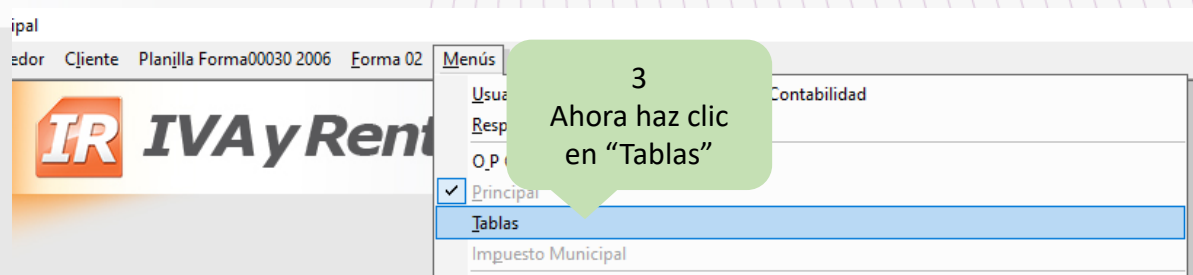 ipal
edor Cliente Planilla Forma00030 2006 Forma 02 Menús
IR IVA y Rent
3
Ahora haz clic
en “Tablas”
Usua Contabilidad
Resp
O_P
Principal
Tablas
Impuesto Municipal